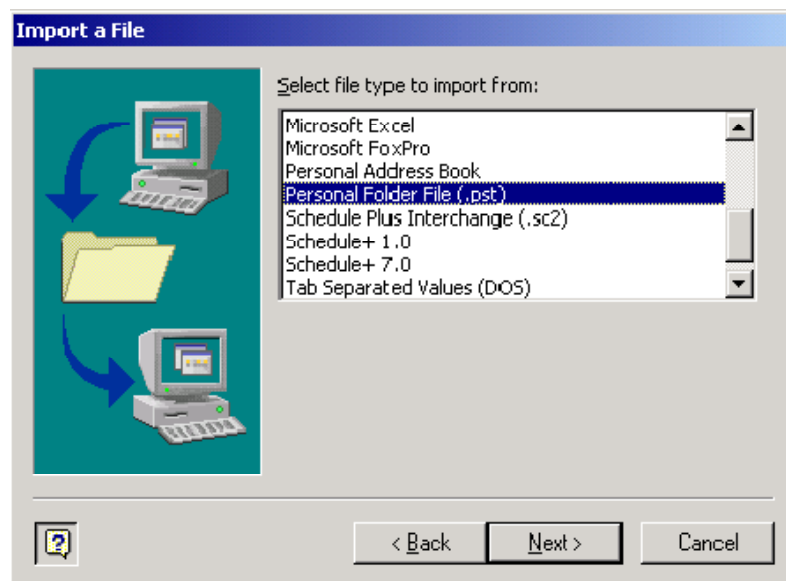 Import a File
Select file type to import from:
Microsoft Excel
Microsoft FoxPro
Personal Address Book
Personal Folder File (.pst)
Schedule Plus Interchange (.sc2)
Schedule+ 1.0
Schedule+ 7.0
Tab Separated Values (DOS)
? < Back Next > Cancel